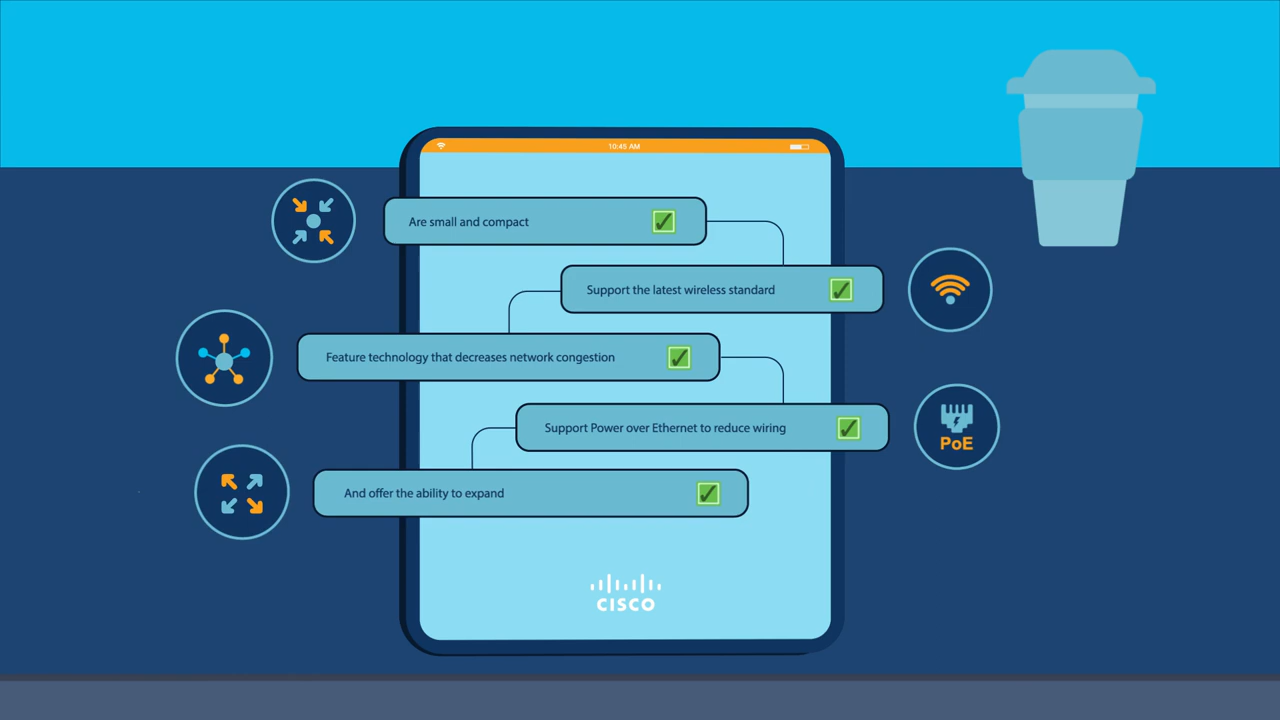 10:45 AM
Are small and compact
Support the latest wireless standard
Feature technology that decreases network congestion
Support Power over Ethernet to reduce wiring
PoE
And offer the ability to expand
CISCO